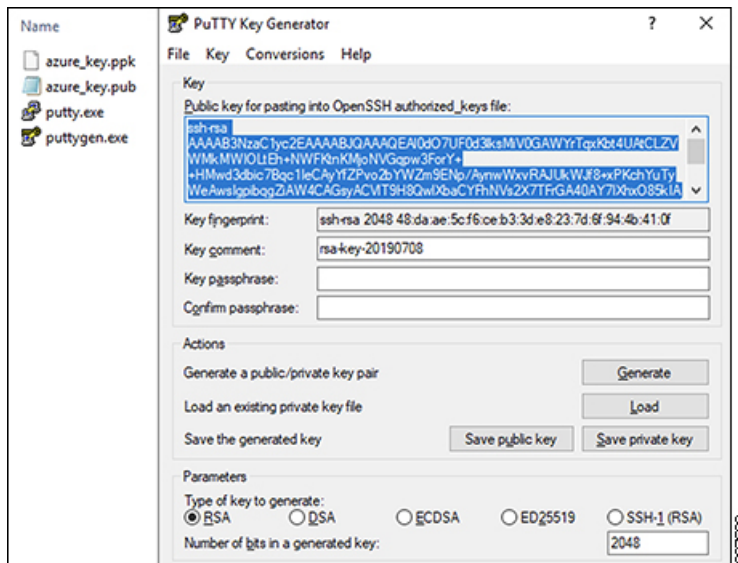 Name
azure_key.ppk
azure_key.pub
putty.exe
puttygen.exe
PuTTY Key Generator
? ×
File Key Conversions Help
Key
Public key for pasting into OpenSSH authorized_keys file:
ssh-rsa
Key fingerprint: ssh-rsa 2048 48:da:ae:5c:f6:ce:b3:3d:e8:23:7d:6f:94:4b:41:0f
Key comment: rsa-key-20190708
Key passphrase:
Confirm passphrase:
Actions
Generate a public/private key pair Generate
Load an existing private key file Load
Save the generated key Save public key Save private key
Parameters
Type of key to generate:
RSA DSA ECDSA ED25519 SSH-1 (RSA)
Number of bits in a generated key: 2048